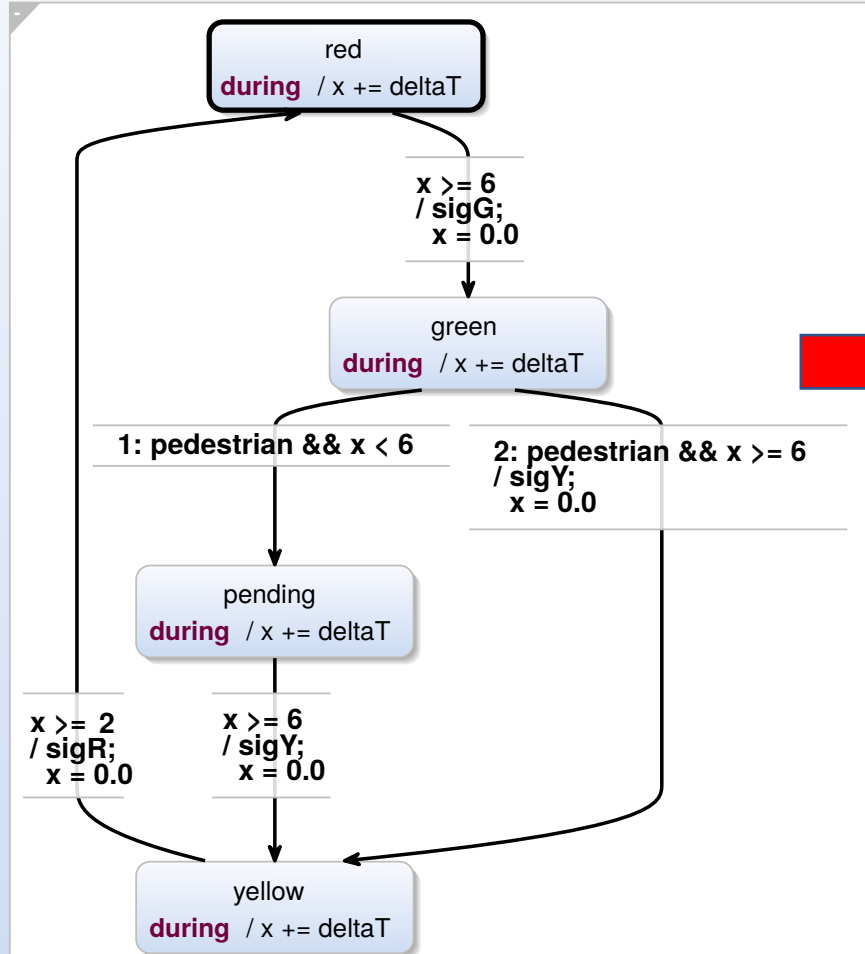 -
red
during / x += deltaT
x >= 6
/ sigG;
x = 0.0
green
during / x += deltaT
1: pedestrian && x < 6
2: pedestrian && x >= 6
/ sigY;
x = 0.0
pending
during / x += deltaT
x >= 2
/ sigR;
x = 0.0
x >= 6
/ sigY;
x = 0.0
yellow
during / x += deltaT